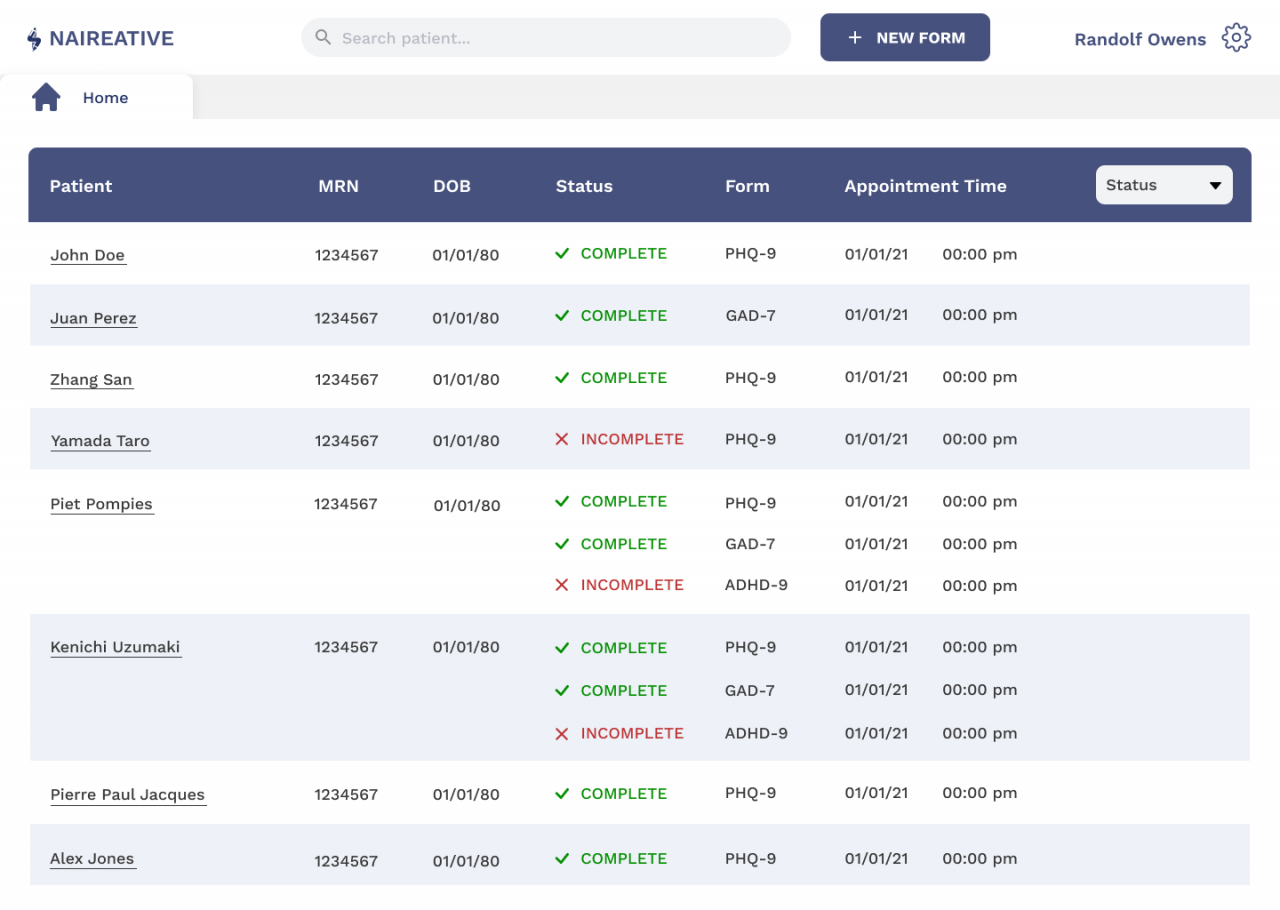 NAIREATIVE Search patient... + NEW FORM Randolf Owens
Home
Patient MRN DOB Status Form Appointment Time Status
John Doe 1234567 01/01/80 COMPLETE PHQ-9 01/01/21 00:00 pm
Juan Perez 1234567 01/01/80 COMPLETE GAD-7 01/01/21 00:00 pm
Zhang San 1234567 01/01/80 COMPLETE PHQ-9 01/01/21 00:00 pm
Yamada Taro 1234567 01/01/80 INCOMPLETE PHQ-9 01/01/21 00:00 pm
Piet Pompies 1234567 01/01/80 COMPLETE PHQ-9 01/01/21 00:00 pm
COMPLETE GAD-7 01/01/21 00:00 pm
INCOMPLETE ADHD-9 01/01/21 00:00 pm
Kenichi Uzumaki 1234567 01/01/80 COMPLETE PHQ-9 01/01/21 00:00 pm
COMPLETE GAD-7 01/01/21 00:00 pm
INCOMPLETE ADHD-9 01/01/21 00:00 pm
Pierre Paul Jacques 1234567 01/01/80 COMPLETE PHQ-9 01/01/21 00:00 pm
Alex Jones 1234567 01/01/80 COMPLETE PHQ-9 01/01/21 00:00 pm